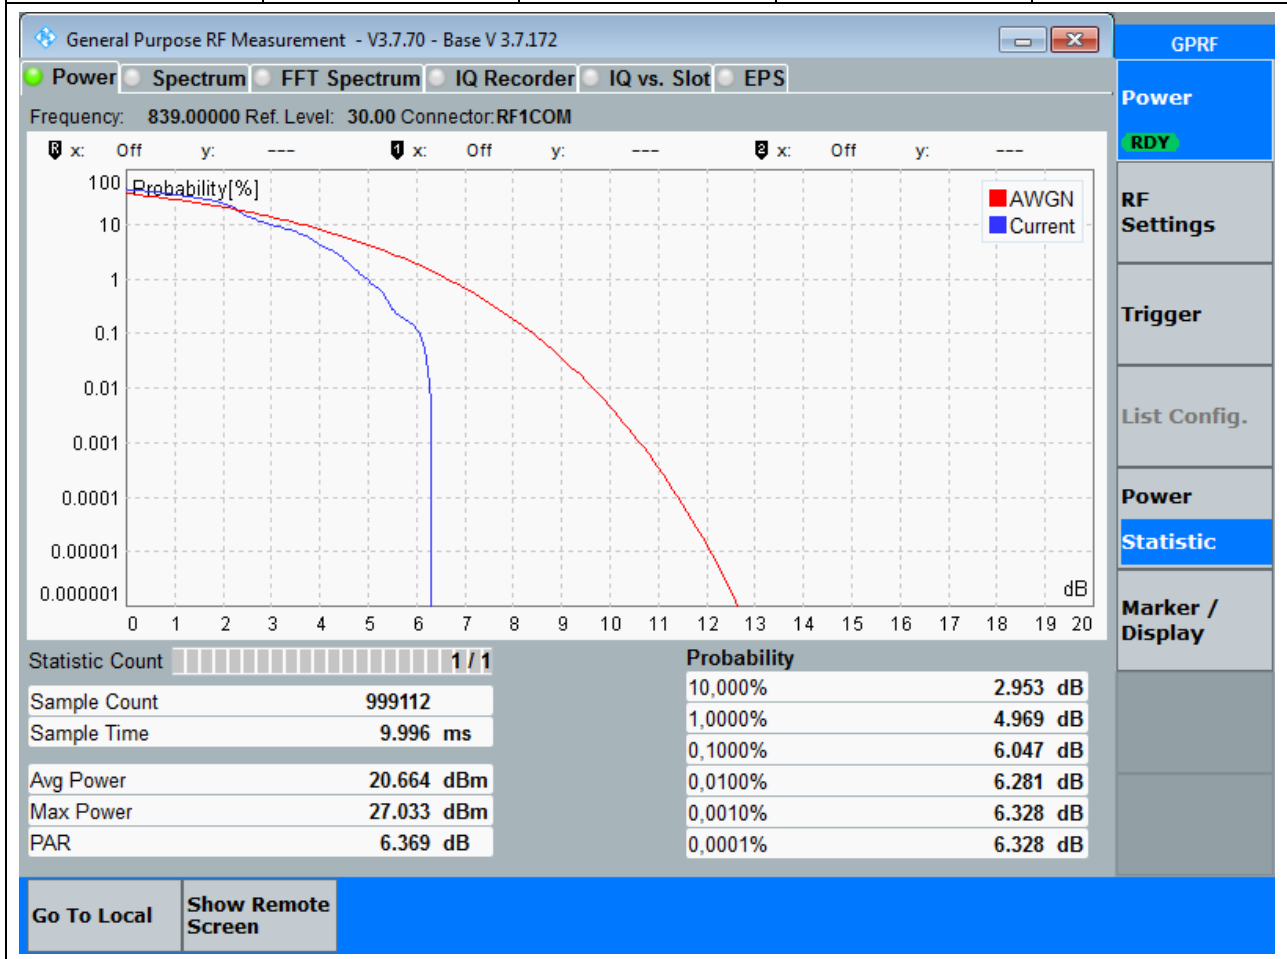 General Purpose RF Measurement - V3.7.70 - Base V 3.7.172
GPRF
Power Spectrum FFT Spectrum IQ Recorder IQ vs. Slot EPS
Frequency: 839.00000 Ref. Level: 30.00 Connector:RF1COM
R x: Off y: --- 1 x: Off y: --- 2 x: Off y: ---
Probability[%]
AWGN
Current
100
10
1
0.1
0.01
0.001
0.0001
0.00001
0.000001
dB
0 1 2 3 4 5 6 7 8 9 10 11 12 13 14 15 16 17 18 19 20
Statistic Count 1 / 1
Sample Count 999112
Sample Time 9.996 ms
Avg Power 20.664 dBm
Max Power 27.033 dBm
PAR 6.369 dB
Probability
10,000% 2.953 dB
1,0000% 4.969 dB
0,1000% 6.047 dB
0,0100% 6.281 dB
0,0010% 6.328 dB
0,0001% 6.328 dB
Power
RDY
RF
Settings
Trigger
List Config.
Power
Statistic
Marker /
Display
Go To Local
Show Remote
Screen